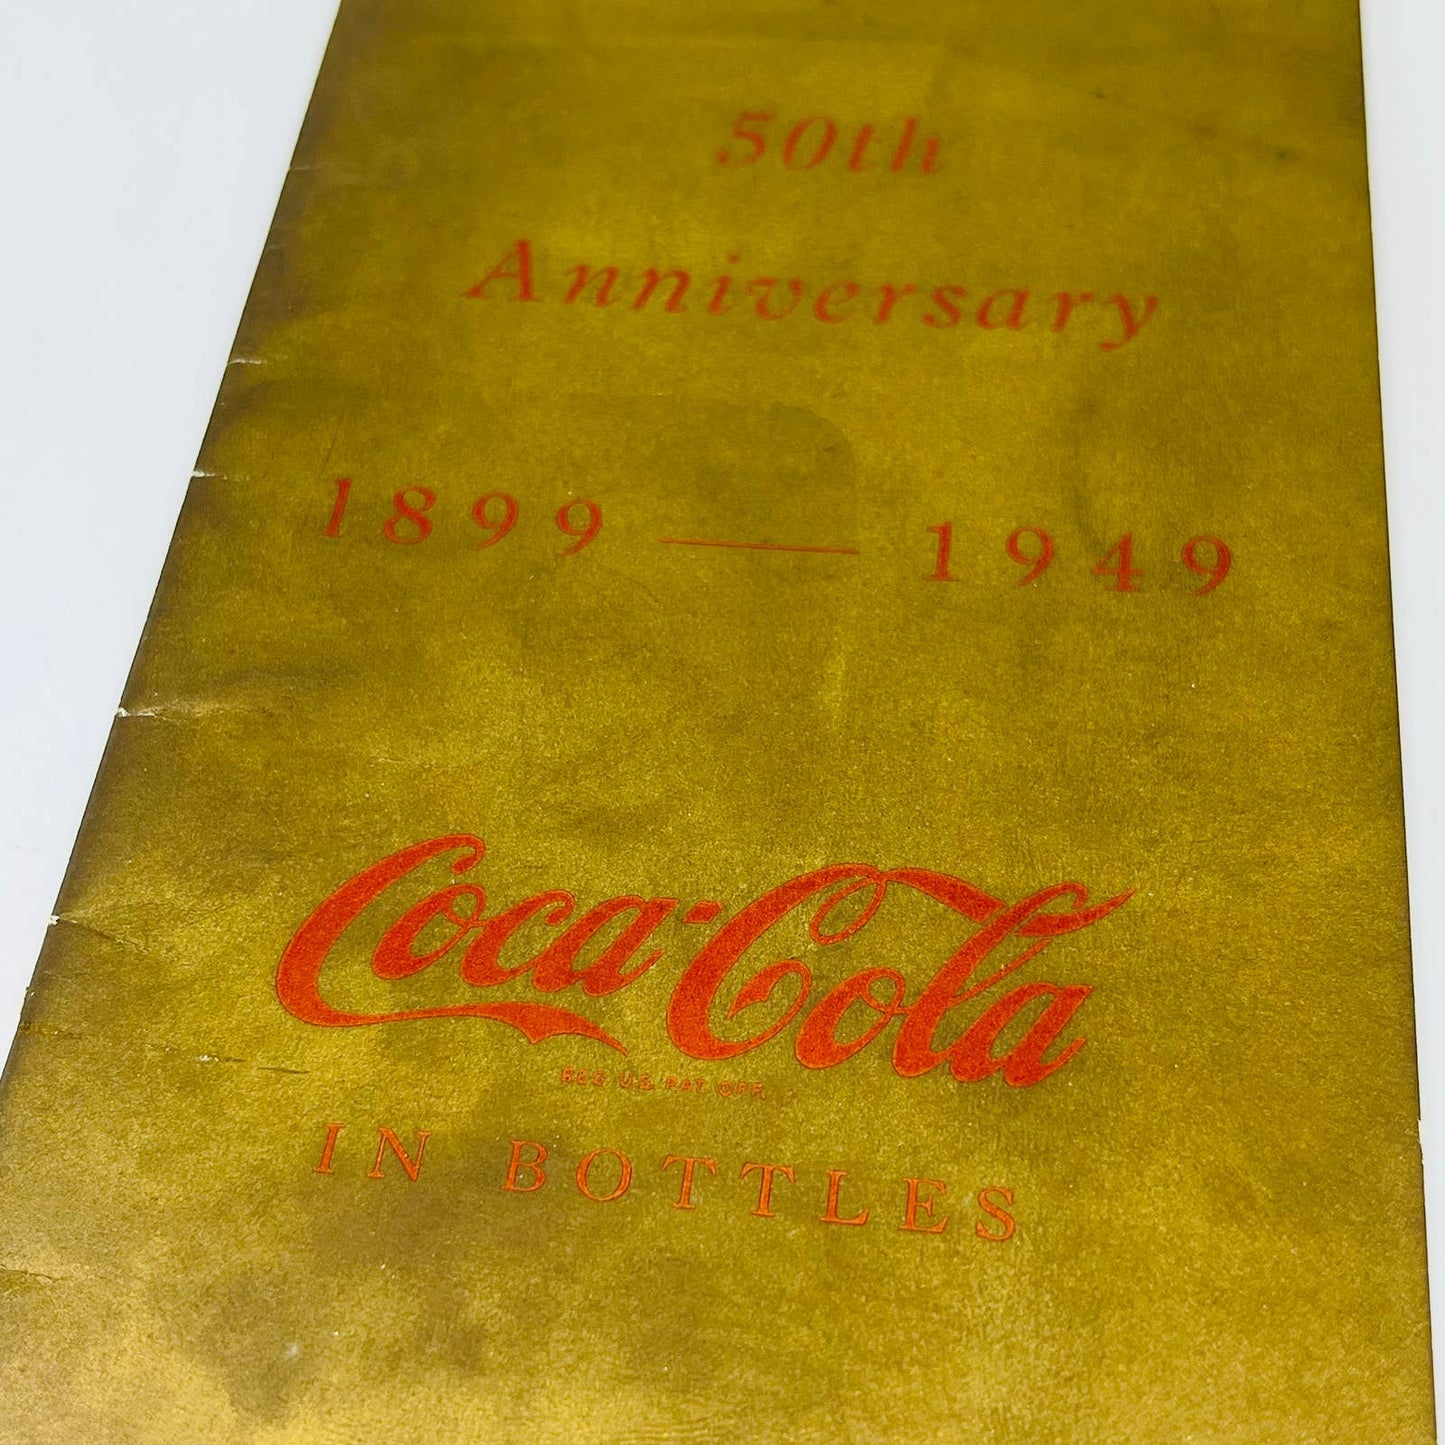 50th
Anniversary
1899 — 1949
Coca-Cola
REG. U.S. PAT. OFF.
IN BOTTLES